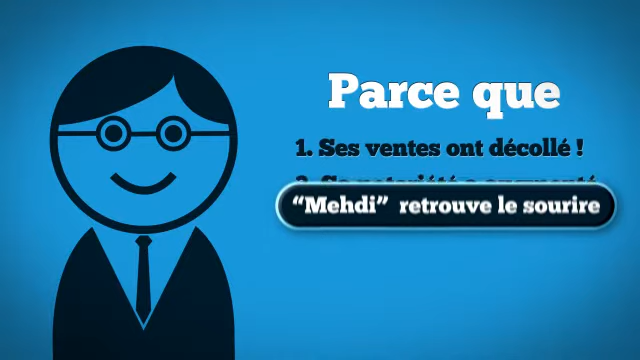 Parce que
1. Ses ventes ont décollé !
“Mehdi” retrouve le sourire